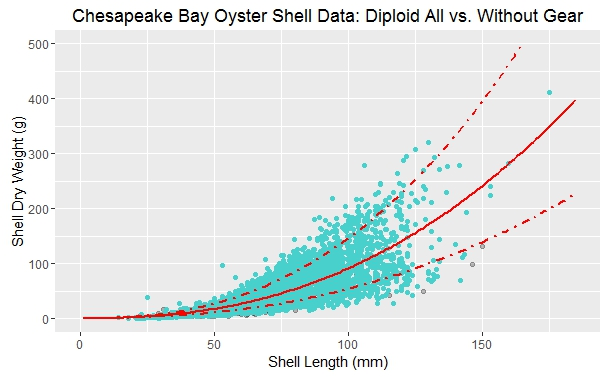 Chesapeake Bay Oyster Shell Data: Diploid All vs. Without Gear
500
400
300
200
100
0
Shell Dry Weight (g)
0 50 100 150
Shell Length (mm)